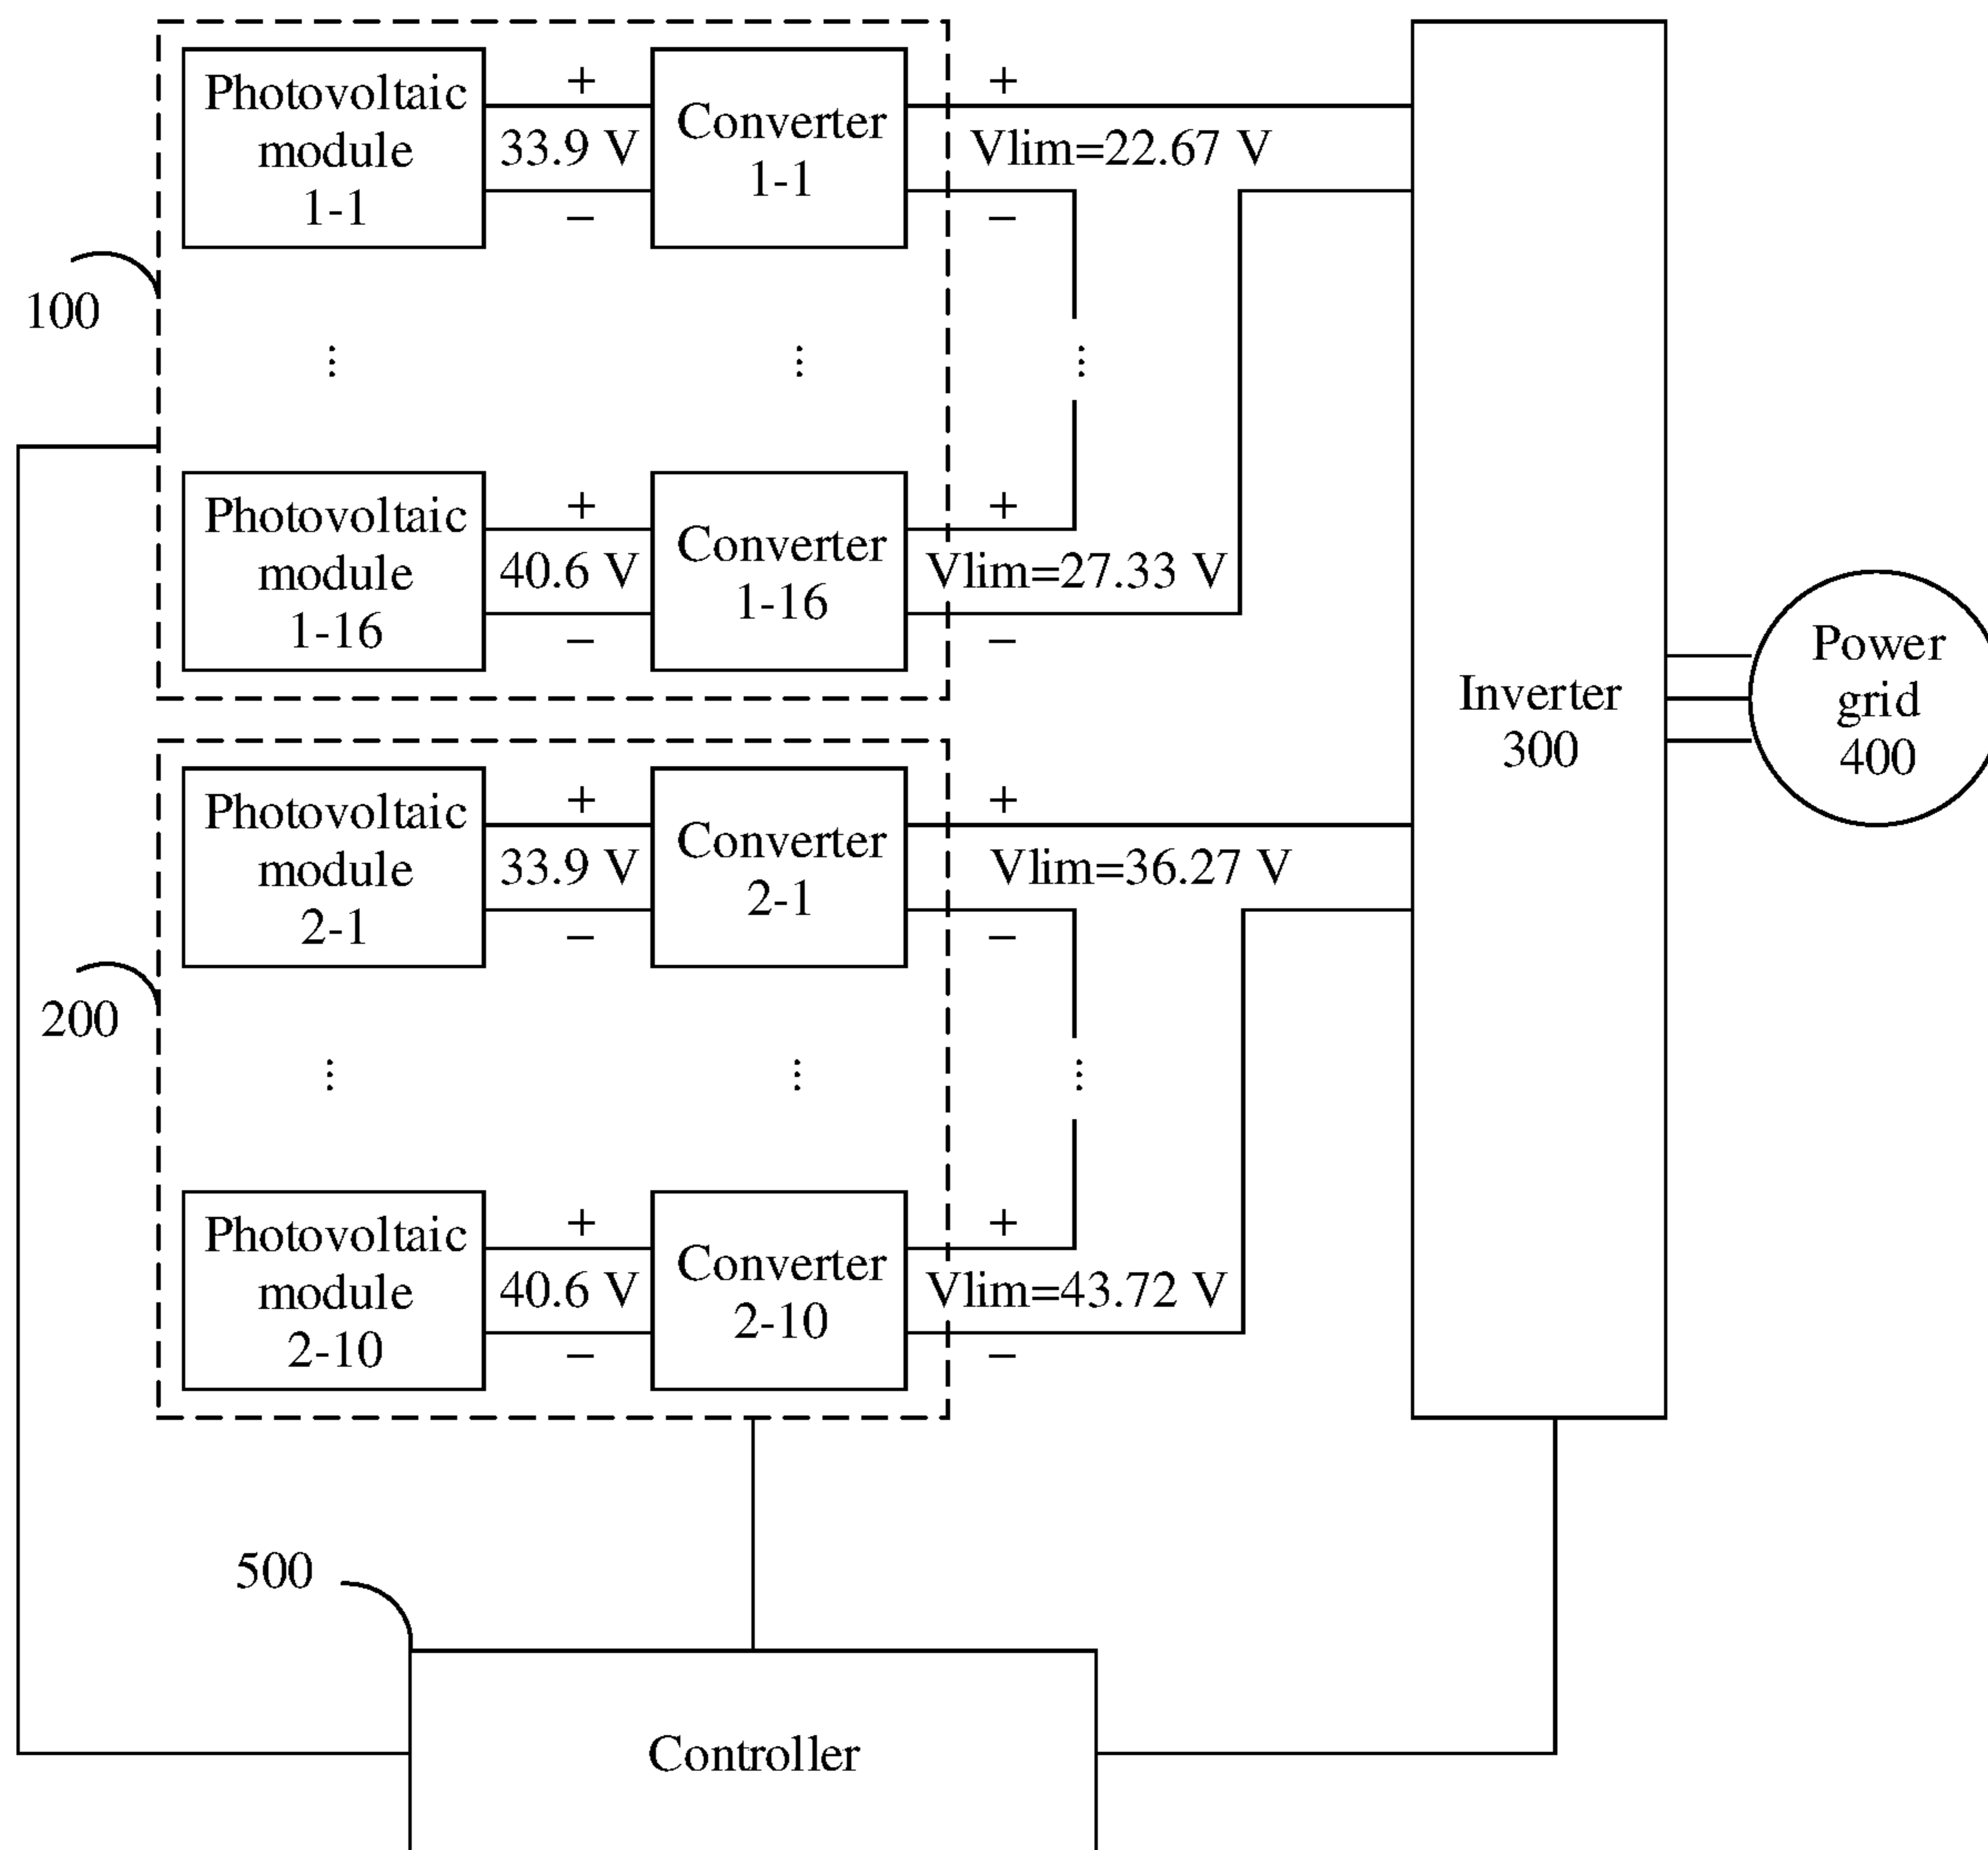 Photovoltaic
module
1-1
+
33.9 V
−
Converter
1-1
+
Vlim=22.67 V
−
100
⋮
⋮
⋮
Photovoltaic
module
1-16
+
40.6 V
−
Converter
1-16
+
Vlim=27.33 V
−
Inverter
300
Power
grid
400
Photovoltaic
module
2-1
+
33.9 V
−
Converter
2-1
+
Vlim=36.27 V
−
200
⋮
⋮
⋮
Photovoltaic
module
2-10
+
40.6 V
−
Converter
2-10
+
Vlim=43.72 V
−
500
Controller